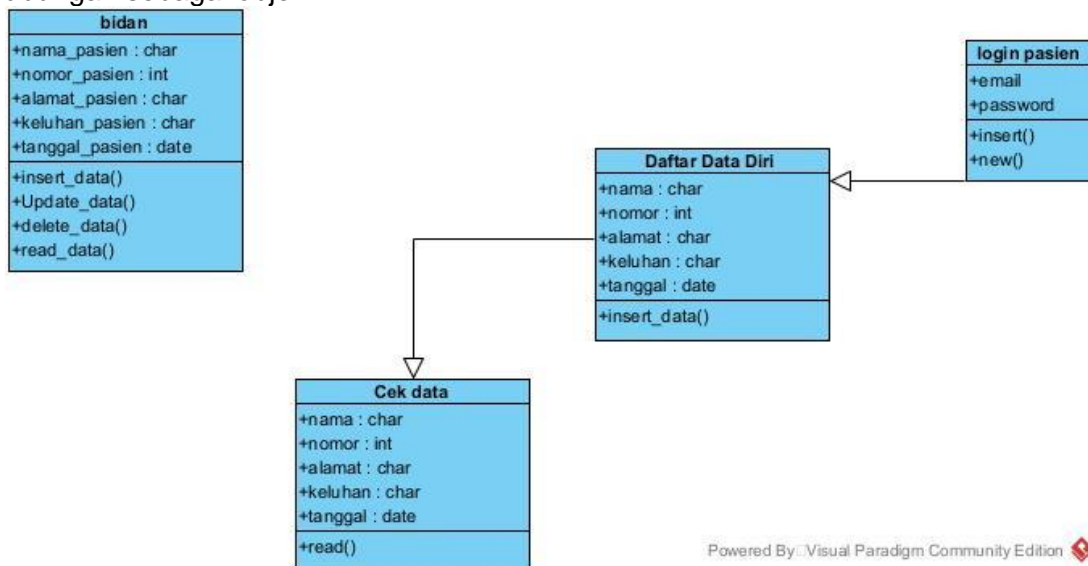 bidan
+nama_pasien : char
+nomor_pasien : int
+alamat_pasien : char
+keluhan_pasien : char
+tanggal_pasien : date
+insert_data()
+Update_data()
+delete_data()
+read_data()
login pasien
+email
+password
+insert()
+new()
Daftar Data Diri
+nama : char
+nomor : int
+alamat : char
+keluhan : char
+tanggal : date
+insert_data()
Cek data
+nama : char
+nomor : int
+alamat : char
+keluhan : char
+tanggal : date
+read()
Powered By Visual Paradigm Community Edition